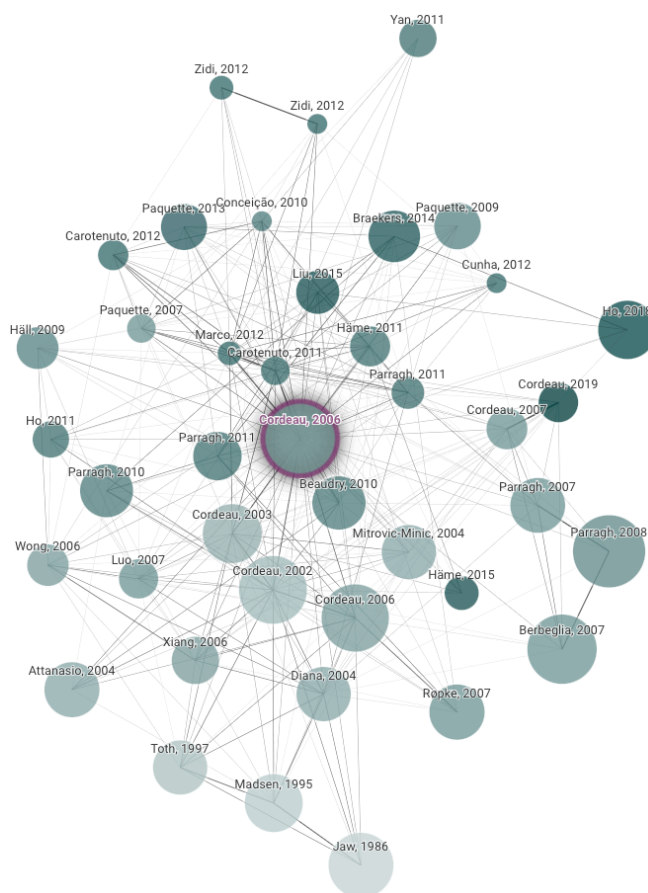 Yan, 2011
Zidi, 2012
Zidi, 2012
Conceição, 2010
Paquette, 2013
Paquette, 2009
Braekers, 2014
Carotenuto, 2012
Liu, 2015
Cunha, 2012
Paquette, 2007
Ho, 2018
Häll, 2009
Marco, 2012
Häme, 2011
Carotenuto, 2011
Parragh, 2011
Cordeau, 2019
Cordeau, 2007
Cordeau, 2006
Ho, 2011
Parragh, 2011
Parragh, 2010
Beaudry, 2010
Parragh, 2007
Cordeau, 2003
Mitrovic-Minic, 2004
Parragh, 2008
Wong, 2006
Luo, 2007
Cordeau, 2002
Häme, 2015
Cordeau, 2006
Berbeglia, 2007
Xiang, 2006
Attanasio, 2004
Diana, 2004
Røpke, 2007
Toth, 1997
Madsen, 1995
Jaw, 1986